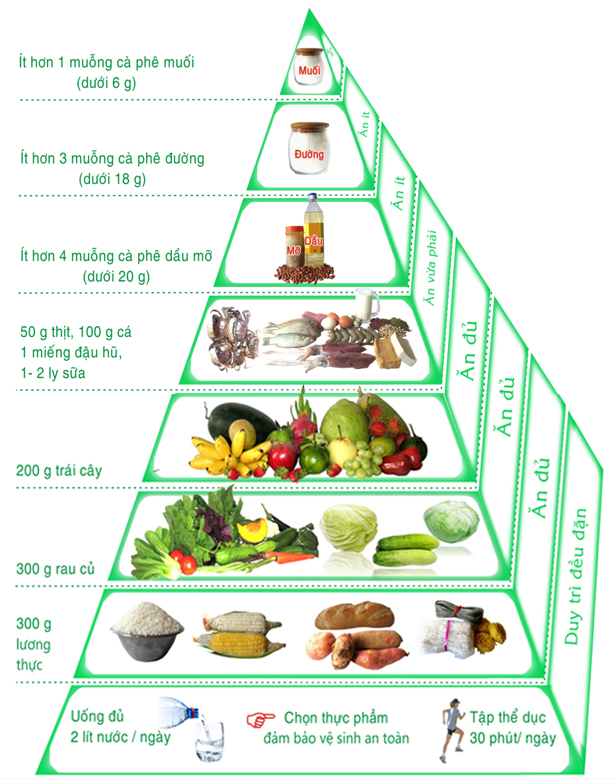 Ít hơn 1 muỗng cà phê muối
(dưới 6 g)
Muối
Ít hơn 3 muỗng cà phê đường
(dưới 18 g)
Đường
Ăn ít
Ít hơn 4 muỗng cà phê dầu mỡ
(dưới 20 g)
Mỡ
Dầu
Ăn ít
50 g thịt, 100 g cá
1 miếng đậu hũ,
1- 2 ly sữa
Ăn vừa phải
200 g trái cây
Ăn đủ
300 g rau củ
Ăn đủ
300 g
lương
thực
Ăn đủ
Uống đủ
2 lít nước / ngày
Chọn thực phẩm
đảm bảo vệ sinh an toàn
Tập thể dục
30 phút/ ngày
Duy trì đều đặn